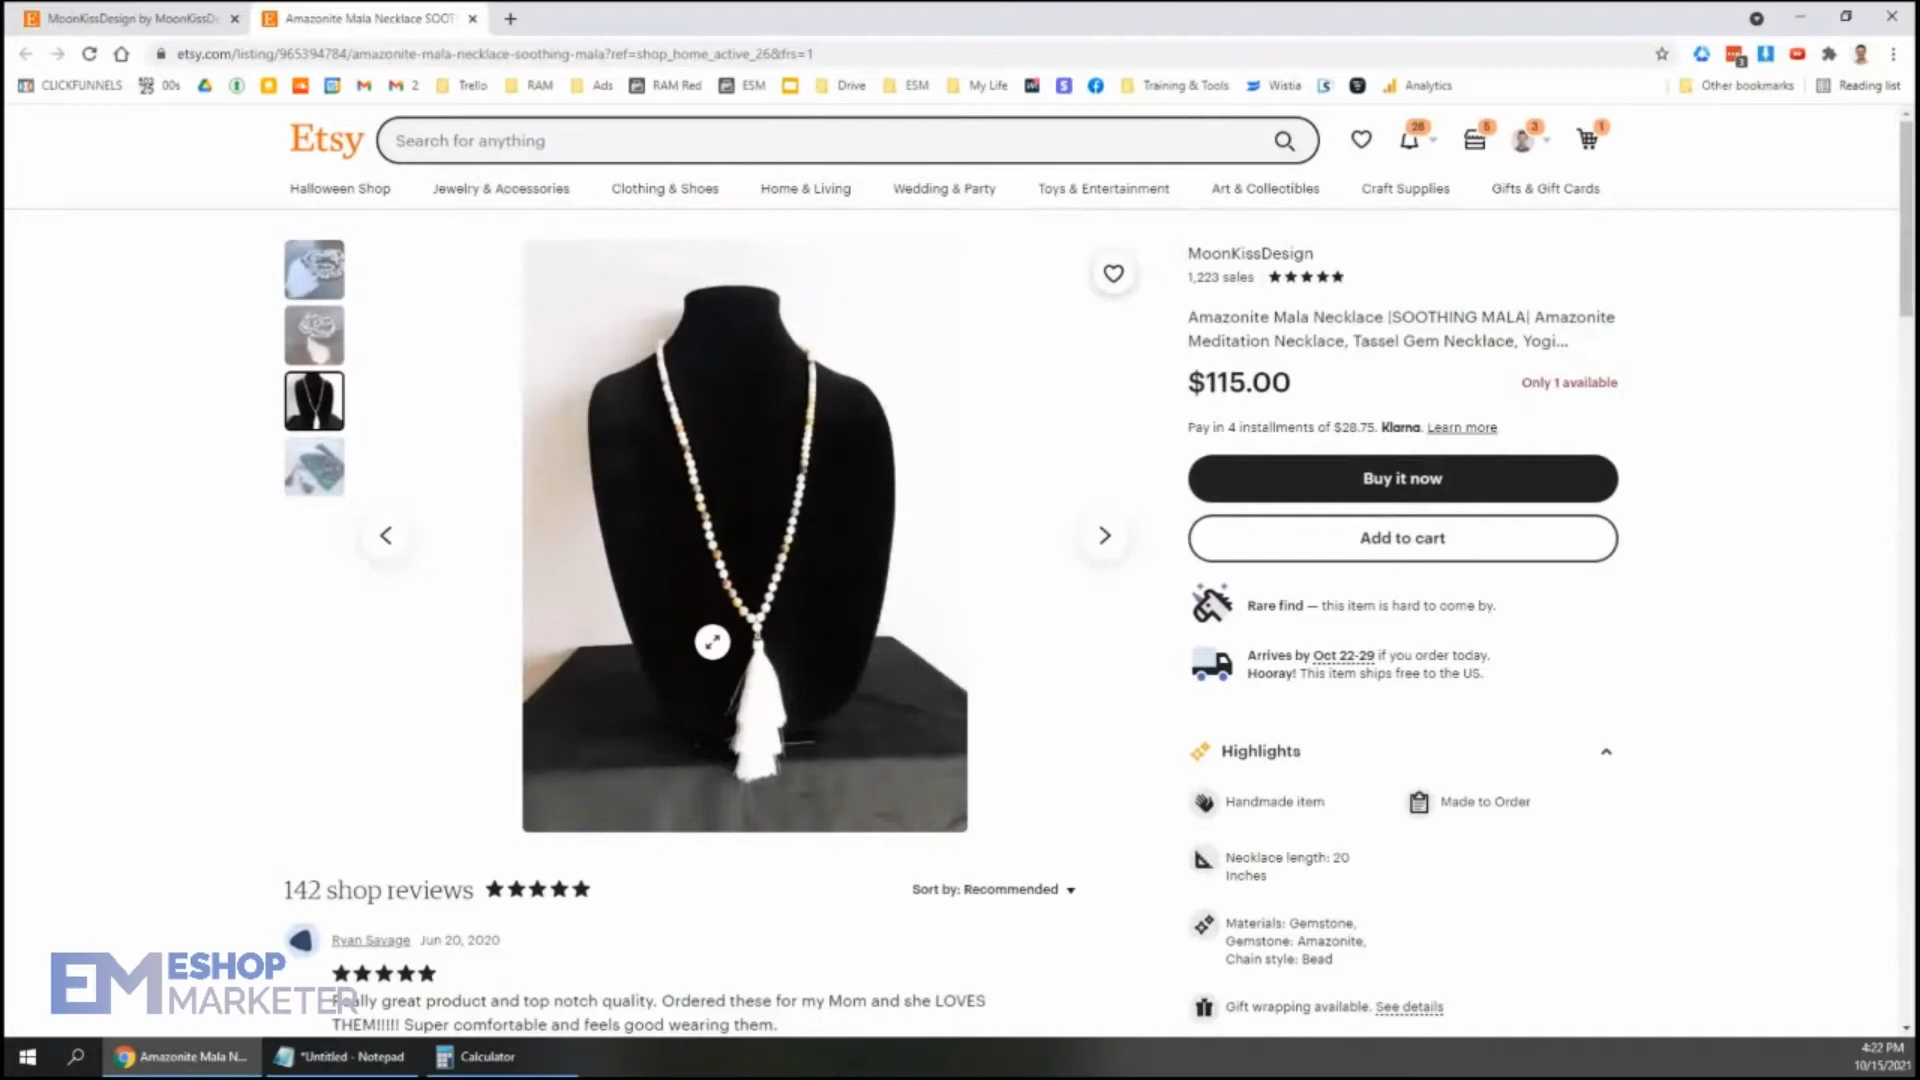 MoonKissDesign by MoonKissD
Amazonite Mala Necklace SOOT
etsy.com/listing/965394784/amazonite-mala-necklace-soothing-mala?ref=shop_home_active_26&frs=1
CLICKFUNNELS
00s
M 2
Trello
RAM
Ads
RAM Red
ESM
Drive
ESM
My Life
Training & Tools
Wistia
Analytics
Other bookmarks
Reading list
Etsy
Search for anything
26
5
3
1
Halloween Shop
Jewelry & Accessories
Clothing & Shoes
Home & Living
Wedding & Party
Toys & Entertainment
Art & Collectibles
Craft Supplies
Gifts & Gift Cards
MoonKissDesign
1,223 sales
Amazonite Mala Necklace |SOOTHING MALA| Amazonite
Meditation Necklace, Tassel Gem Necklace, Yogi...
$115.00
Only 1 available
Pay in 4 installments of $28.75. Klarna. Learn more
Buy it now
Add to cart
Rare find — this item is hard to come by.
Arrives by Oct 22-29 if you order today.
Hooray! This item ships free to the US.
Highlights
Handmade item
Made to Order
Necklace length: 20
Inches
Materials: Gemstone,
Gemstone: Amazonite,
Chain style: Bead
Gift wrapping available. See details
142 shop reviews
Sort by: Recommended
Ryan Savage Jun 20, 2020
Really great product and top notch quality. Ordered these for my Mom and she LOVES
THEM!!!!! Super comfortable and feels good wearing them.
EM ESHOP
MARKETER
Amazonite Mala N...
*Untitled - Notepad
Calculator
4:22 PM
10/15/2021